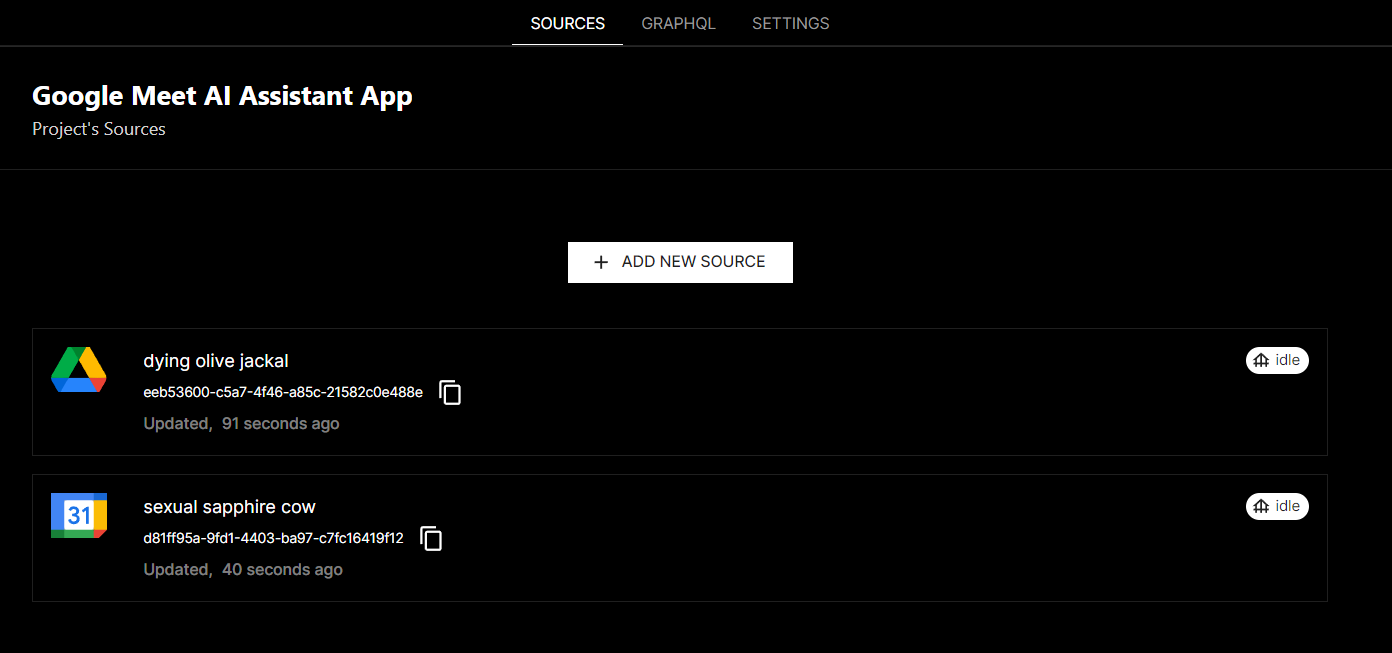 SOURCES GRAPHQL SETTINGS
Google Meet AI Assistant App
Project's Sources
+ ADD NEW SOURCE
dying olive jackal
idle
eeb53600-c5a7-4f46-a85c-21582c0e488e
Updated, 91 seconds ago
31
sexual sapphire cow
idle
d81ff95a-9fd1-4403-ba97-c7fc16419f12
Updated, 40 seconds ago